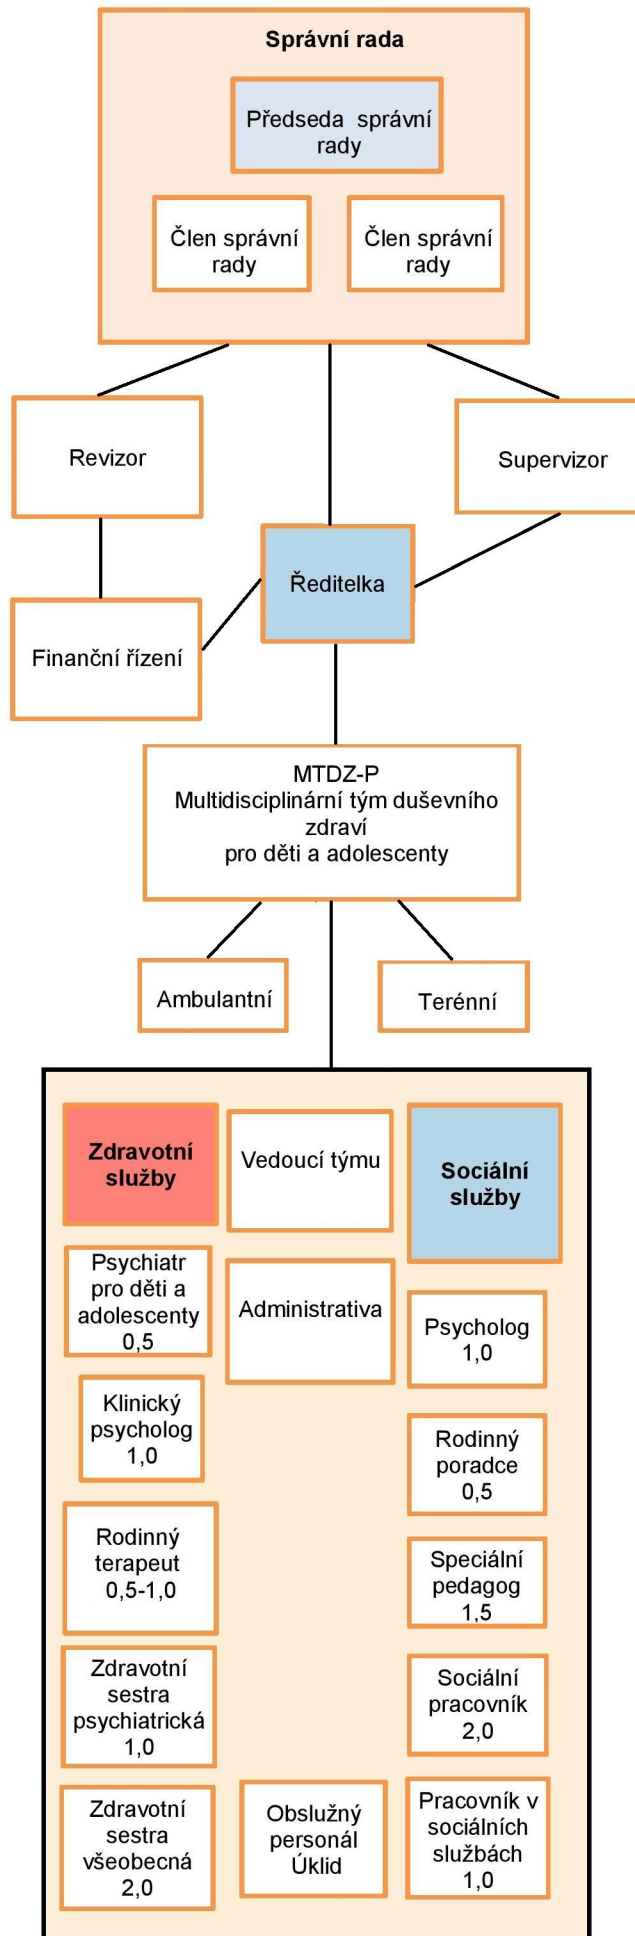 Správní rada
Předseda správní
rady
Člen správní
rady
Člen správní
rady
Revizor
Supervizor
Ředitelka
Finanční řízení
MTDZ-P
Multidisciplinární tým duševního
zdraví
pro děti a adolescenty
Ambulantní
Terénní
Zdravotní
služby
Psychiatr
pro děti a
adolescenty
0,5
Klinický
psycholog
1,0
Rodinný
terapeut
0,5-1,0
Zdravotní
sestra
psychiatrická
1,0
Zdravotní
sestra
všeobecná
2,0
Vedoucí týmu
Administrativa
Obslužný
personál
Úklid
Sociální
služby
Psycholog
1,0
Rodinný
poradce
0,5
Speciální
pedagog
1,5
Sociální
pracovník
2,0
Pracovník v
sociálních
službách
1,0